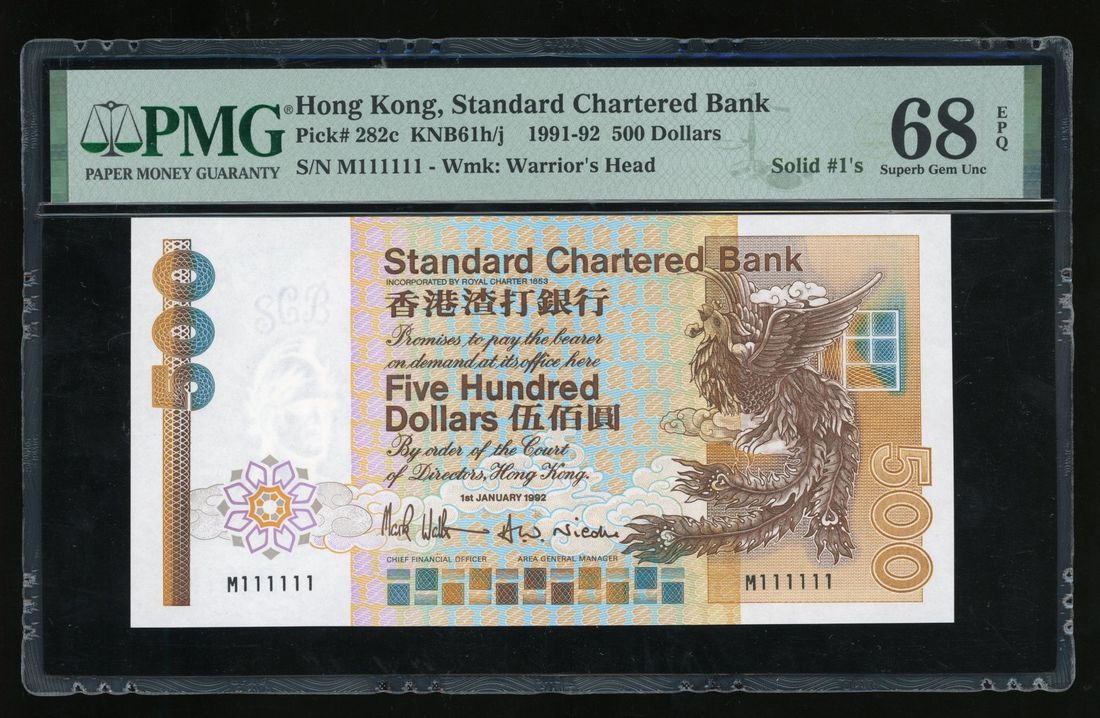 PMG®
PAPER MONEY GUARANTY
Hong Kong, Standard Chartered Bank
Pick# 282c KNB61h/j 1991-92 500 Dollars
S/N M111111 - Wmk: Warrior's Head
Solid #1's
68 EPQ
Superb Gem Unc
SCB
Standard Chartered Bank
INCORPORATED BY ROYAL CHARTER 1853
香港渣打銀行
Promises to pay the bearer
on demand at its office here
Five Hundred
Dollars 伍佰圓
By order of the Court
of Directors, Hong Kong.
1st JANUARY 1992
CHIEF FINANCIAL OFFICER AREA GENERAL MANAGER
M111111
M111111
500